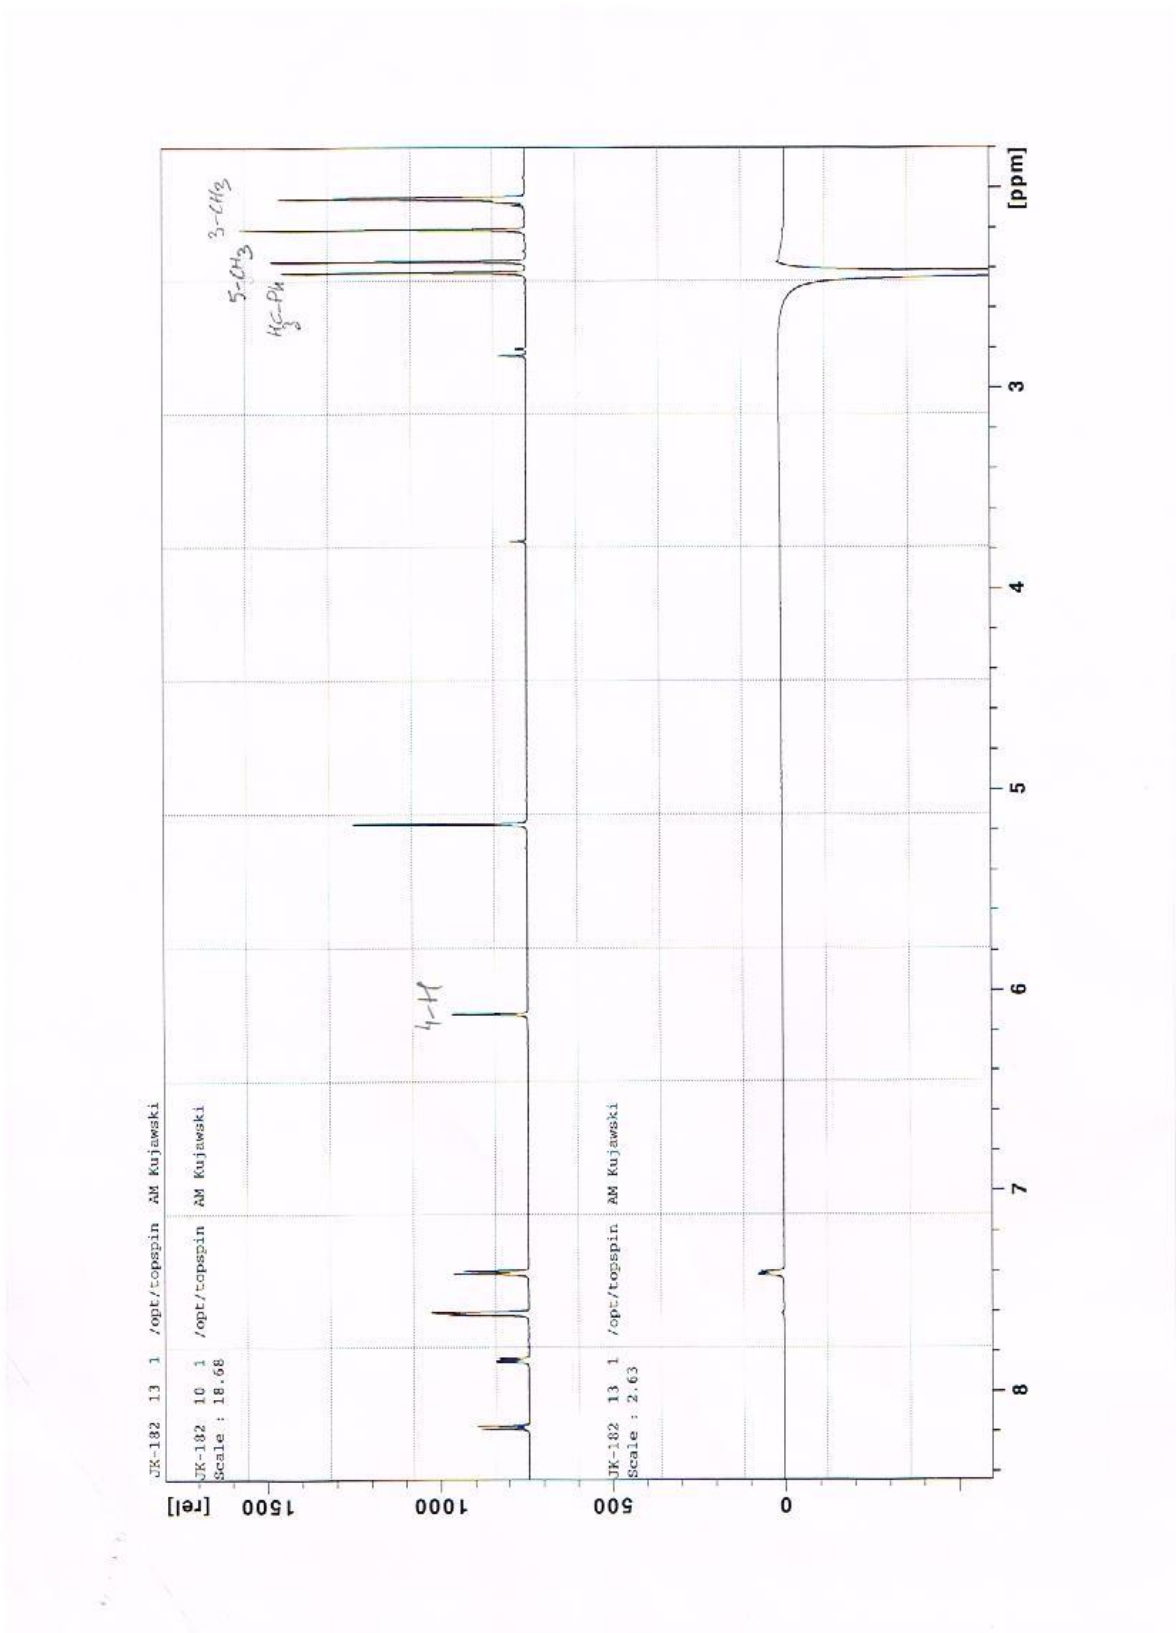 JK-182 13 1 /opt/topspin AM Kujawski
JK-182 10 1 /opt/topspin AM Kujawski
Scale : 18.68
JK-182 13 1 /opt/topspin AM Kujawski
Scale : 2.63
4-H
H3C-Ph
5-CH3
3-CH3
[rel]
1500
1000
500
0
8
7
6
5
4
3
[ppm]